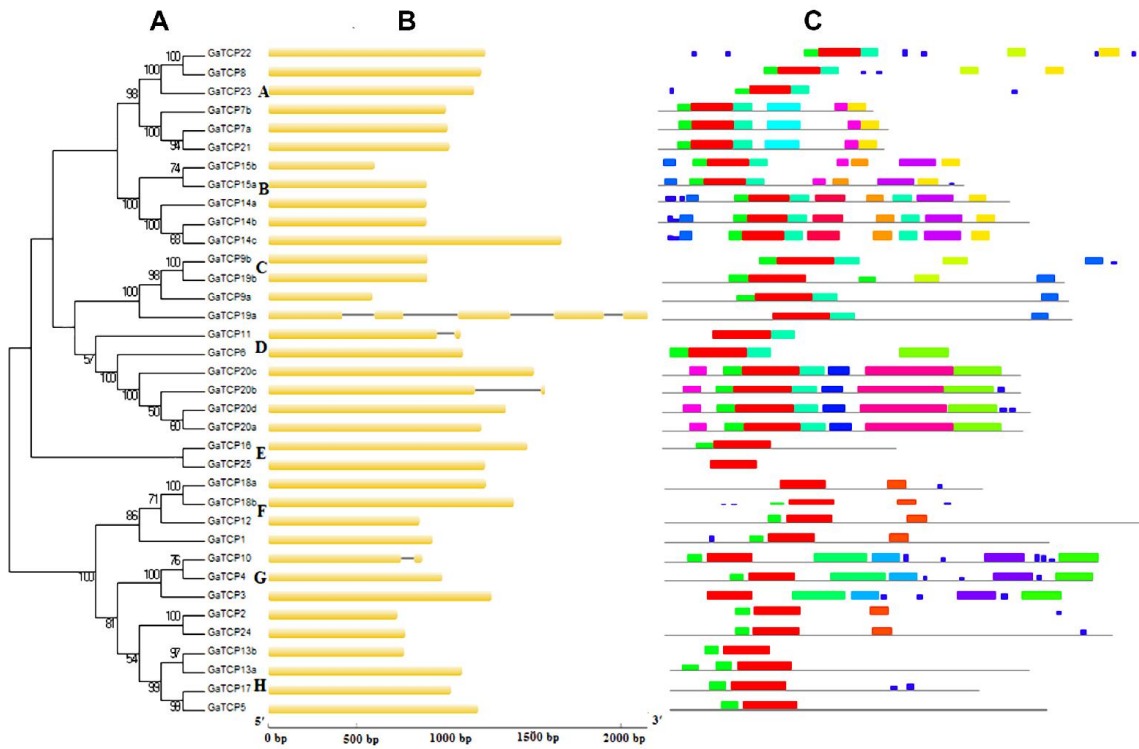 A B C
100 GaTCP22
100 GaTCP8
GaTCP23 A
98
GaTCP7b
100 GaTCP7a
94 GaTCP21
74 GaTCP15b
GaTCP15a B
100 GaTCP14a
100 GaTCP14b
68 GaTCP14c
100 GaTCP9b
98 GaTCP19b C
100 GaTCP9a
GaTCP19a
GaTCP11
57 GaTCP6 D
GaTCP20c
100 GaTCP20b
50 GaTCP20d
60 GaTCP20a
GaTCP16 E
GaTCP25
100 GaTCP18a
71 GaTCP18b F
86 GaTCP12
GaTCP1
76 GaTCP10
100 GaTCP4 G
100
GaTCP3
81
100 GaTCP2
GaTCP24
54
97 GaTCP13b
GaTCP13a
99 GaTCP17 H
98 GaTCP5
5' 3'
0 bp 500 bp 1000 bp 1500 bp 2000 bp